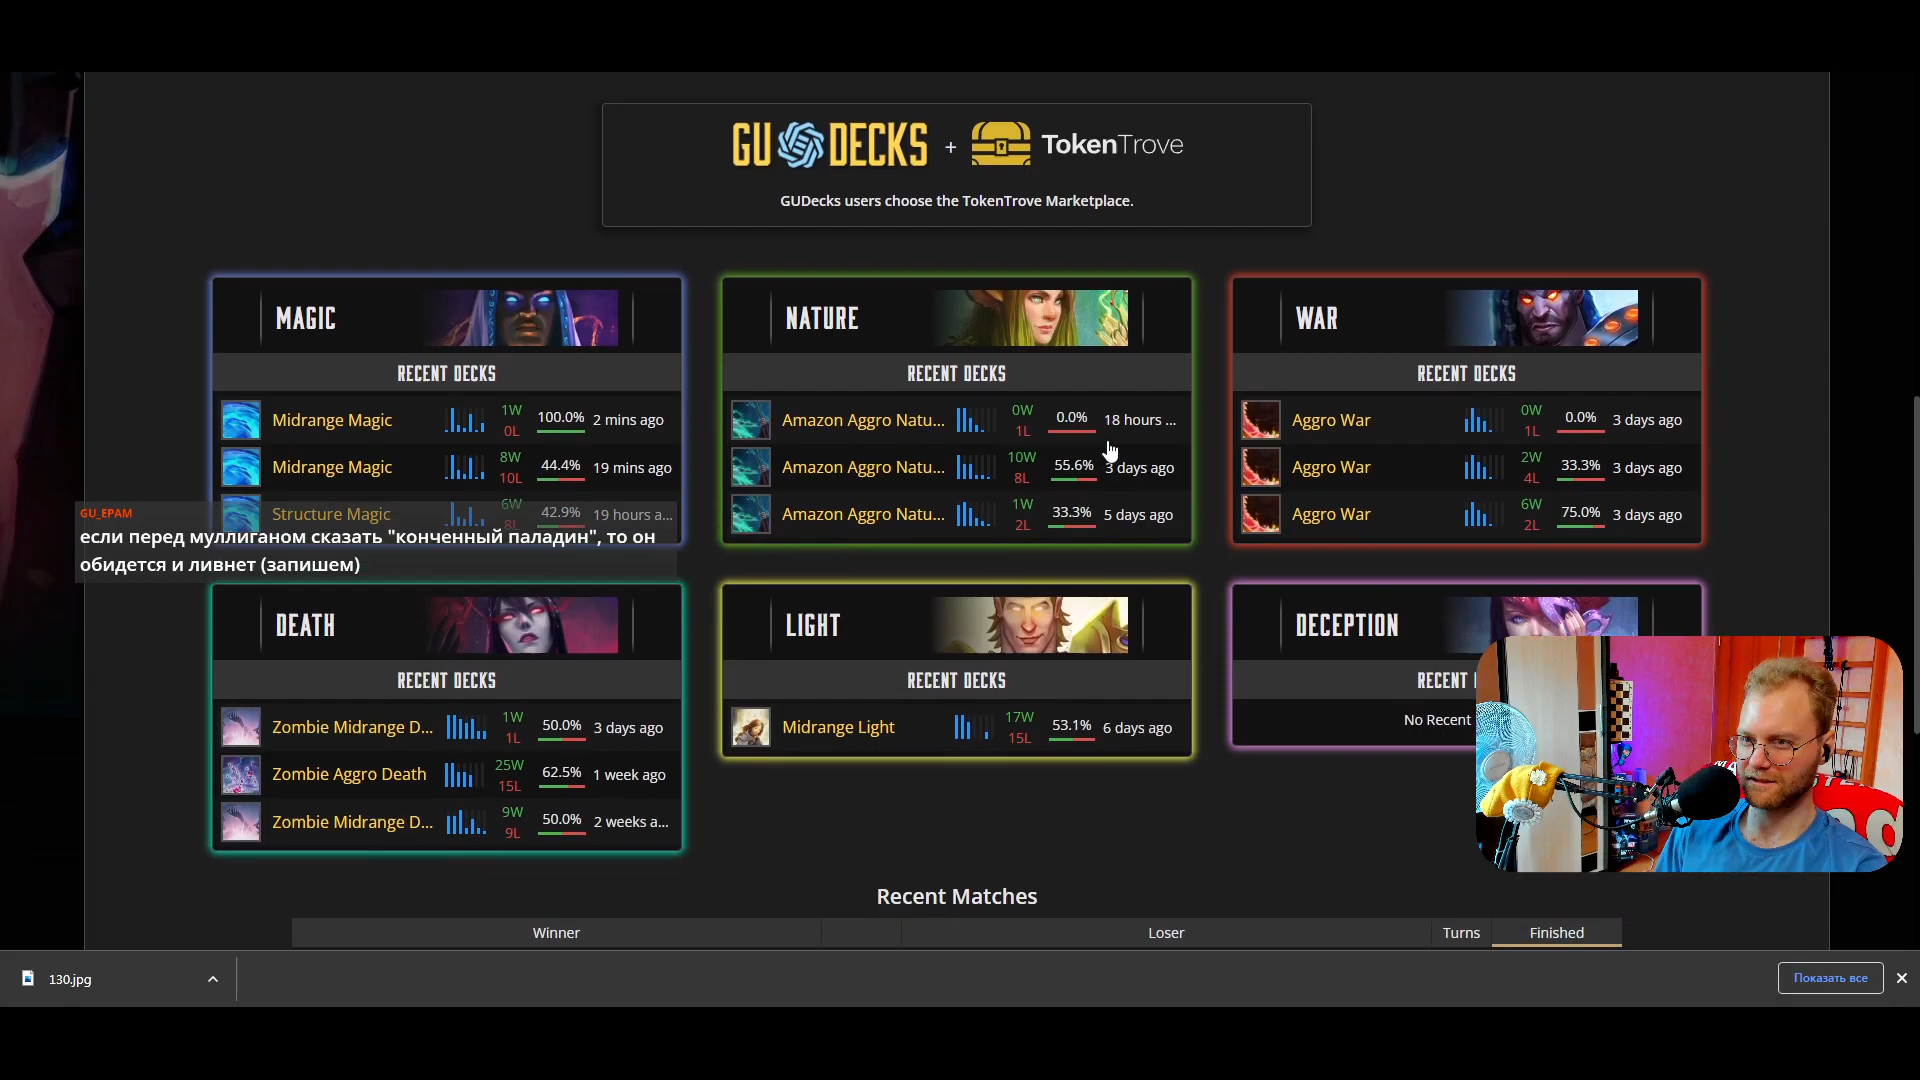 GU DECKS + TokenTrove
GUDecks users choose the TokenTrove Marketplace.
MAGIC
RECENT DECKS
Midrange Magic 1W 0L 100.0% 2 mins ago
Midrange Magic 8W 10L 44.4% 19 mins ago
Structure Magic 6W 8L 42.9% 19 hours a...
NATURE
RECENT DECKS
Amazon Aggro Natu... 0W 1L 0.0% 18 hours ...
Amazon Aggro Natu... 10W 8L 55.6% 3 days ago
Amazon Aggro Natu... 1W 2L 33.3% 5 days ago
WAR
RECENT DECKS
Aggro War 0W 1L 0.0% 3 days ago
Aggro War 2W 4L 33.3% 3 days ago
Aggro War 6W 2L 75.0% 3 days ago
GU_EPAM
если перед муллиганом сказать "конченный паладин", то он
обидется и ливнет (запишем)
DEATH
RECENT DECKS
Zombie Midrange D... 1W 1L 50.0% 3 days ago
Zombie Aggro Death 25W 15L 62.5% 1 week ago
Zombie Midrange D... 9W 9L 50.0% 2 weeks a...
LIGHT
RECENT DECKS
Midrange Light 17W 15L 53.1% 6 days ago
DECEPTION
RECENT
No Recent
Recent Matches
Winner Loser Turns Finished
130.jpg
Показать все